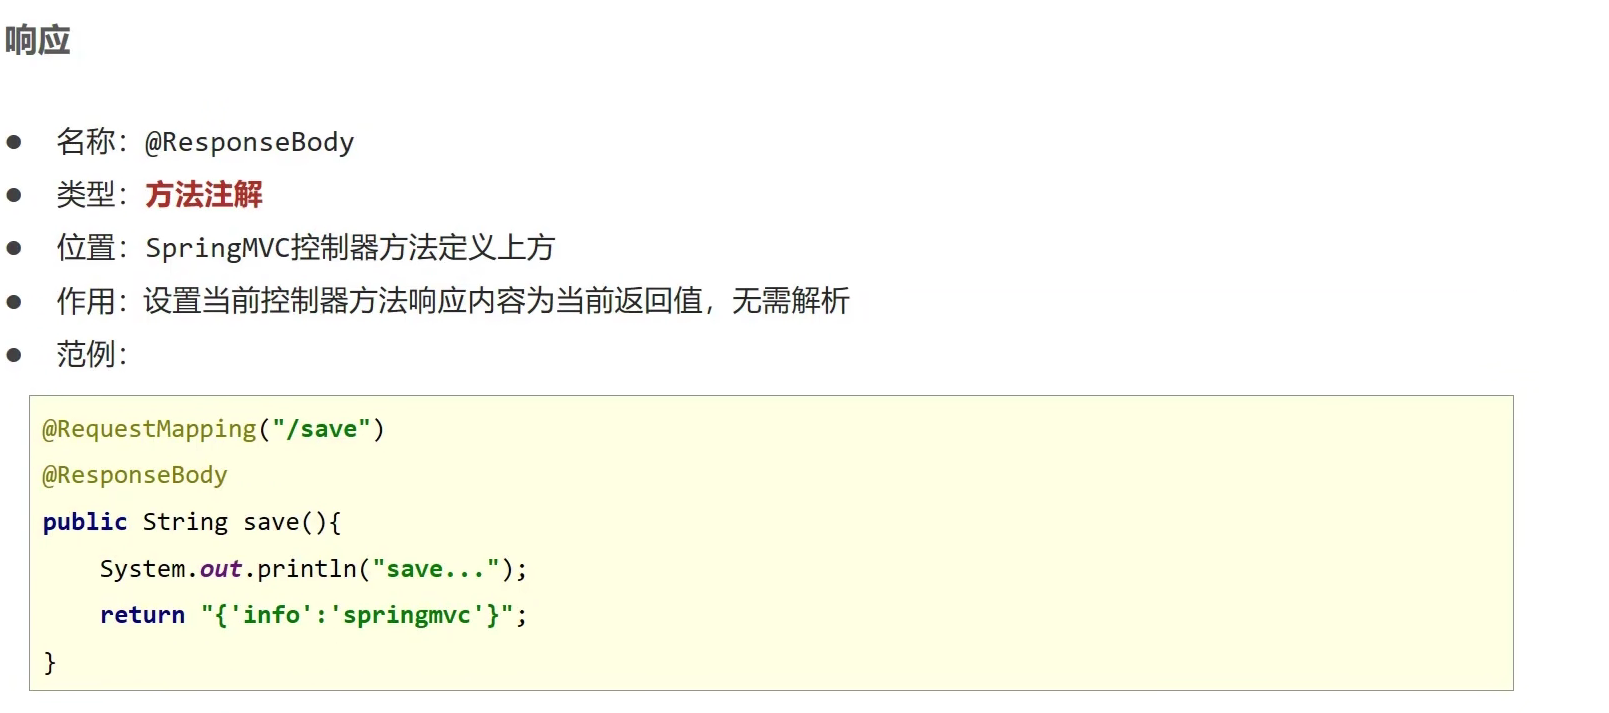 响应
● 名称：@ResponseBody
● 类型：方法注解
● 位置：SpringMVC控制器方法定义上方
● 作用：设置当前控制器方法响应内容为当前返回值，无需解析
● 范例：
@RequestMapping("/save")
@ResponseBody
public String save(){
    System.out.println("save...");
    return "{'info':'springmvc'}";
}